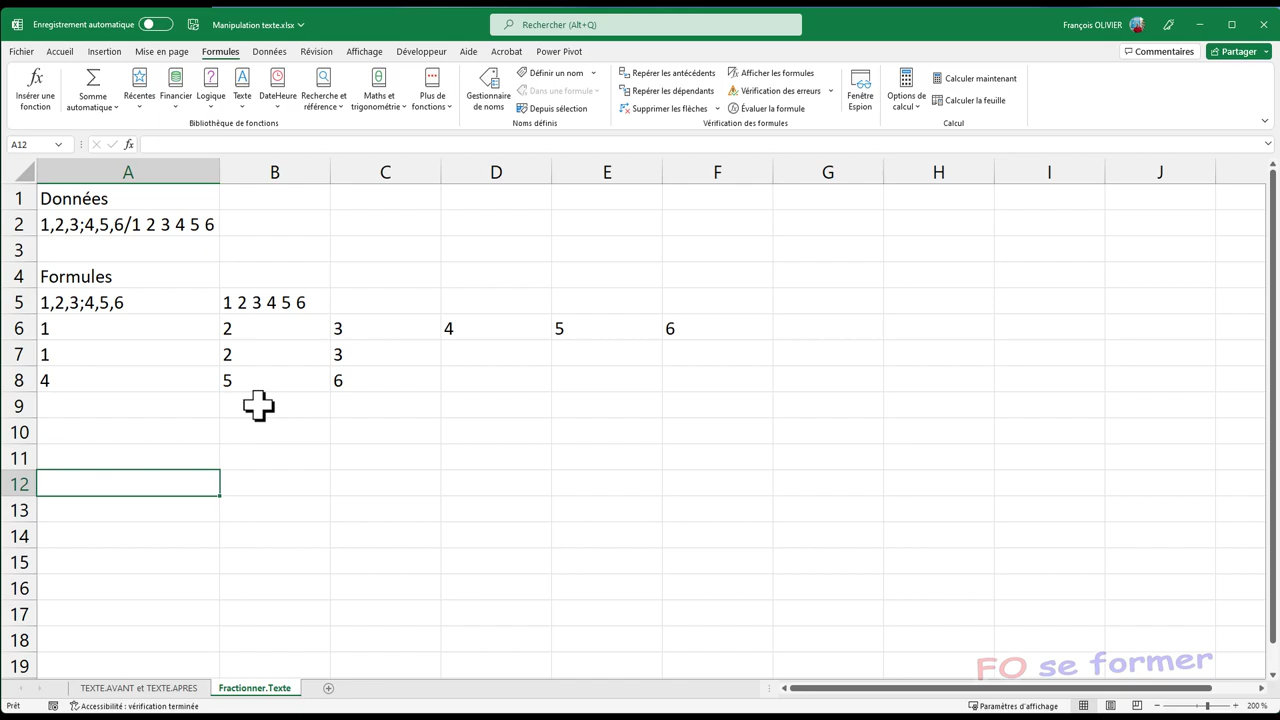 Enregistrement automatique
Manipulation texte.xlsx
Rechercher (Alt+Q)
François OLIVIER
Fichier Accueil Insertion Mise en page Formules Données Révision Affichage Développeur Aide Acrobat Power Pivot
Commentaires Partager
Insérer une fonction
Somme automatique
Récentes
Financier
Logique
Texte
DateHeure
Recherche et référence
Maths et trigonométrie
Plus de fonctions
Bibliothèque de fonctions
Gestionnaire de noms
Définir un nom
Dans une formule
Depuis sélection
Noms définis
Repérer les antécédents
Repérer les dépendants
Supprimer les flèches
Afficher les formules
Vérification des erreurs
Évaluer la formule
Vérification des formules
Fenêtre Espion
Options de calcul
Calculer maintenant
Calculer la feuille
Calcul
A12
fx
A B C D E F G H I J
1 Données
2 1,2,3;4,5,6/1 2 3 4 5 6
3
4 Formules
5 1,2,3;4,5,6 1 2 3 4 5 6
6 1 2 3 4 5 6
7 1 2 3
8 4 5 6
9
10
11
12
13
14
15
16
17
18
19
FO se former
TEXTE.AVANT et TEXTE.APRES Fractionner.Texte
Prêt Accessibilité : vérification terminée Paramètres d'affichage 200 %